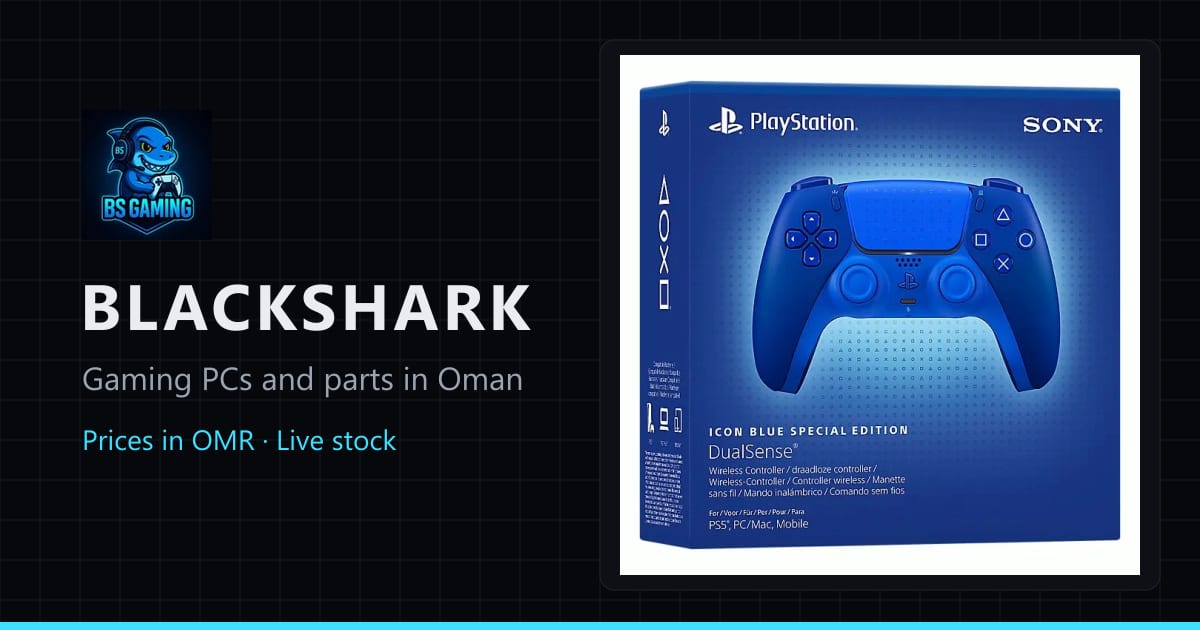 BS
BS GAMING
BLACKSHARK
Gaming PCs and parts in Oman
Prices in OMR · Live stock
PlayStation®
SONY®
ICON BLUE SPECIAL EDITION
DualSense®
Wireless Controller / draadloze controller /
Wireless-Controller / Controller wireless / Manette
sans fil / Mando inalámbrico / Comando sem fios
For / Voor / Für / Per / Pour / Para
PS5®, PC/Mac, Mobile